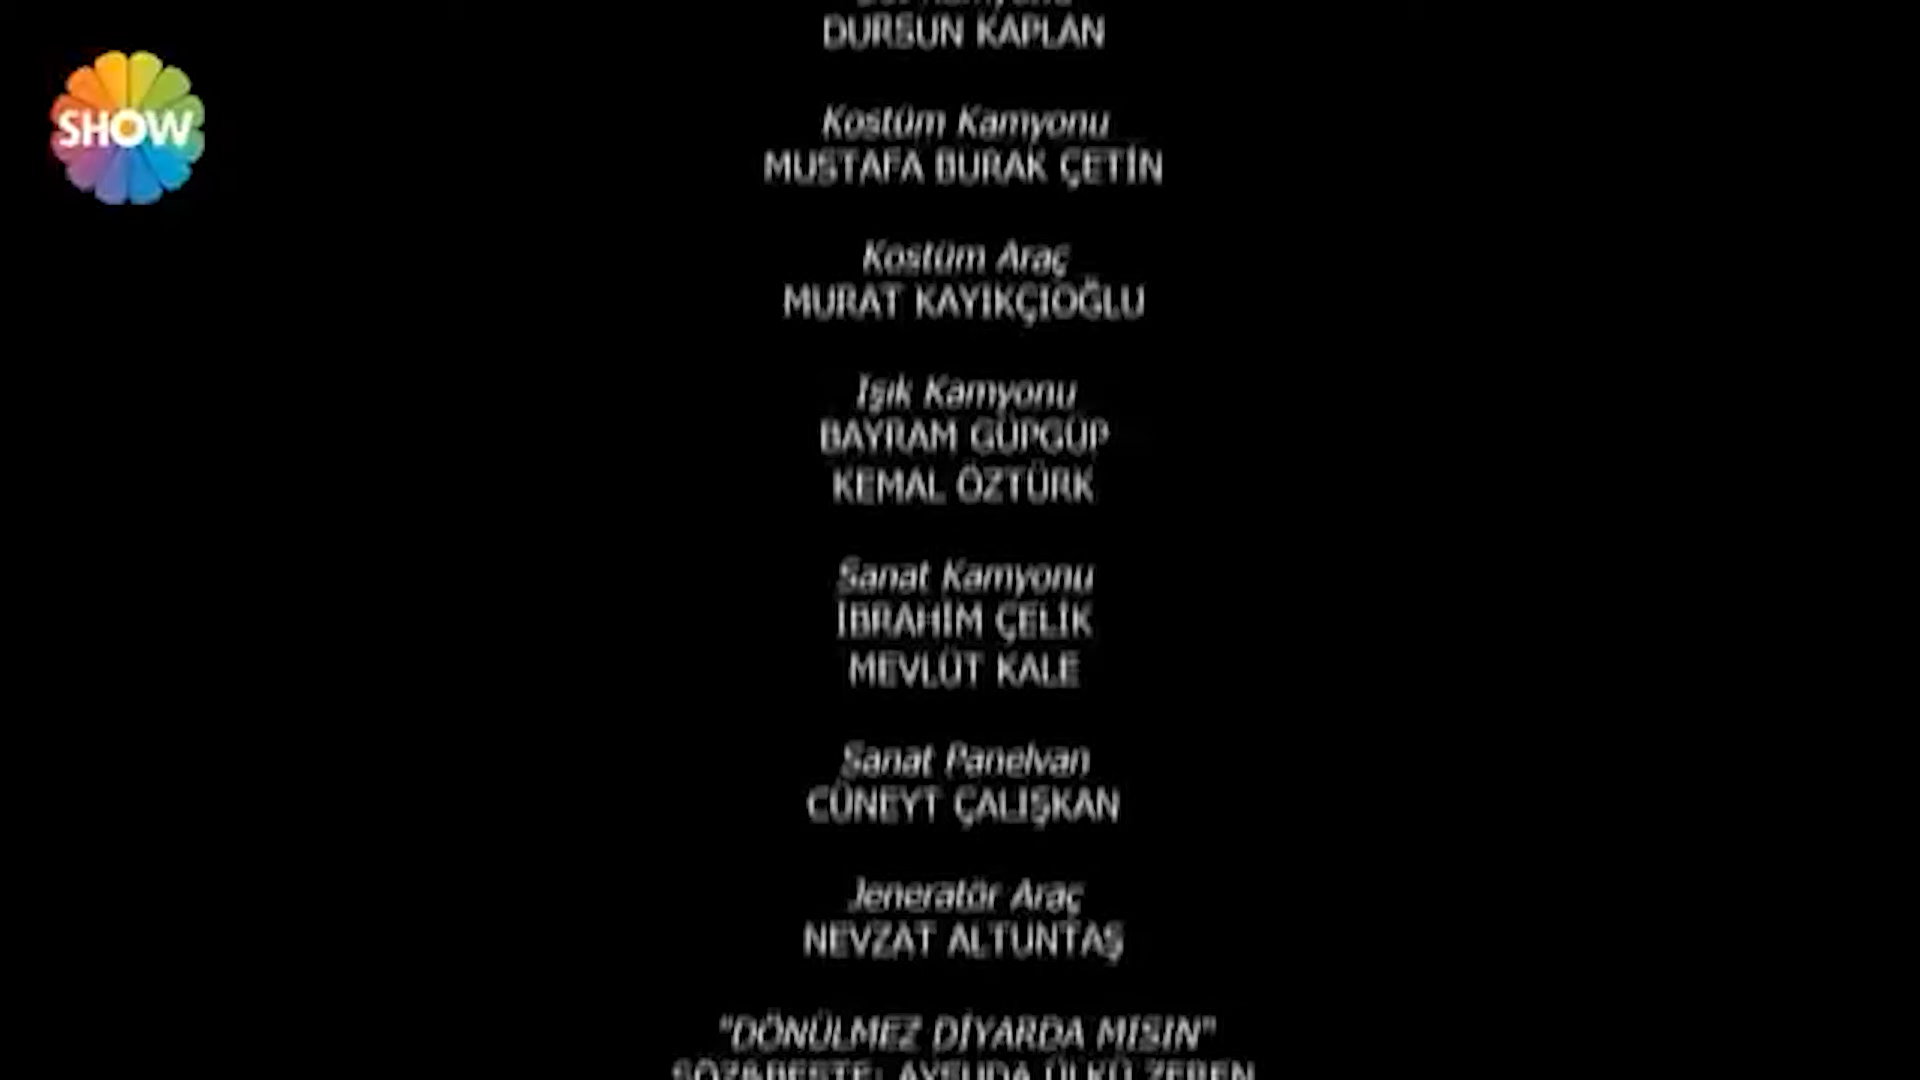 DURSUN KAPLAN
SHOW
Kostüm Kamyonu
MUSTAFA BURAK ÇETİN
Kostüm Araç
MURAT KAYIKÇIOĞLU
Işık Kamyonu
BAYRAM GÜPGÜP
KEMAL ÖZTÜRK
Sanat Kamyonu
İBRAHİM ÇELİK
MEVLÜT KALE
Sanat Panelvan
CÜNEYT ÇALIŞKAN
Jeneratör Araç
NEVZAT ALTUNTAŞ
"DÖNÜLMEZ DİYARDA MISIN"